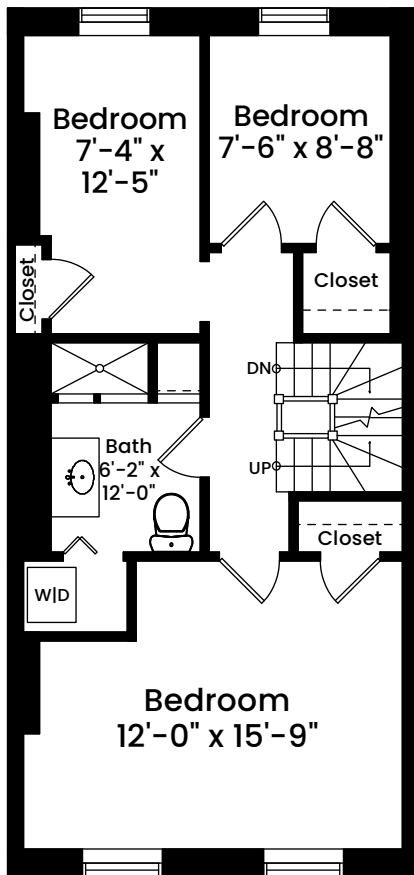 Bedroom
7'-4" x
12'-5"
Bedroom
7'-6" x 8'-8"
Closet
Closet
DN
Bath
6'-2" x
12'-0"
UP
Closet
W|D
Bedroom
12'-0" x 15'-9"